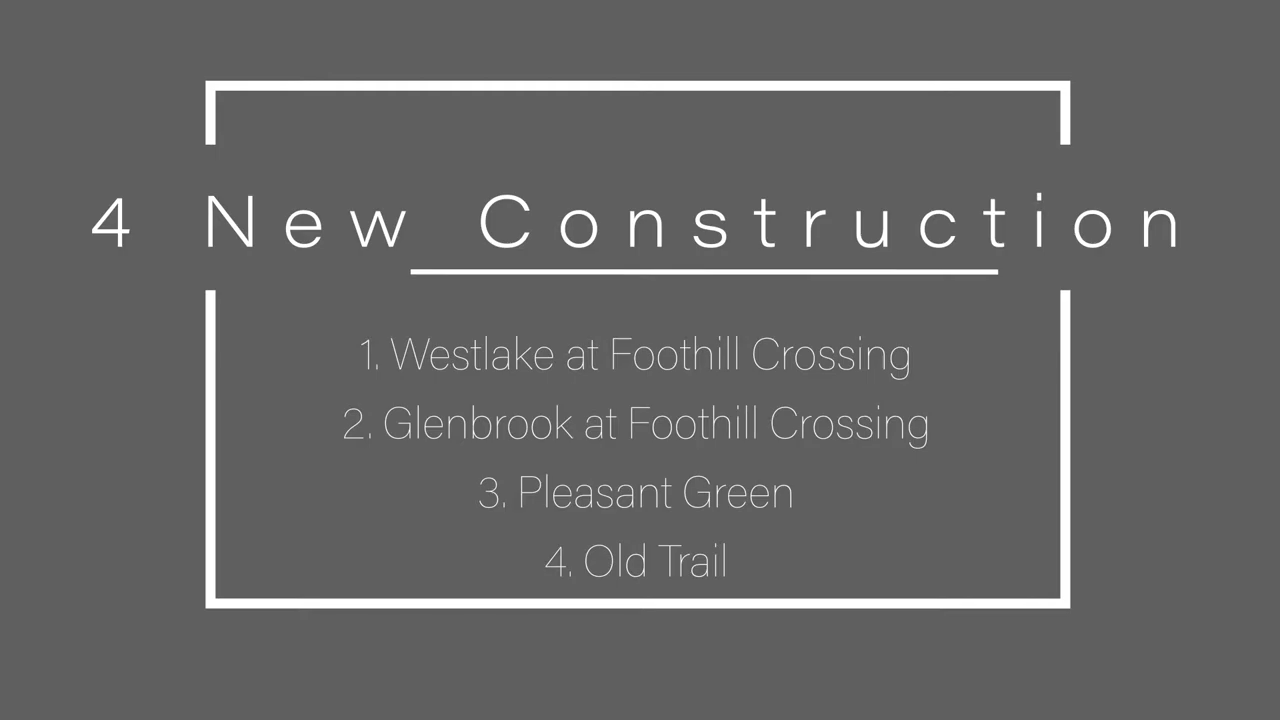 4 New Construction
1. Westlake at Foothill Crossing
2. Glenbrook at Foothill Crossing
3. Pleasant Green
4. Old Trail